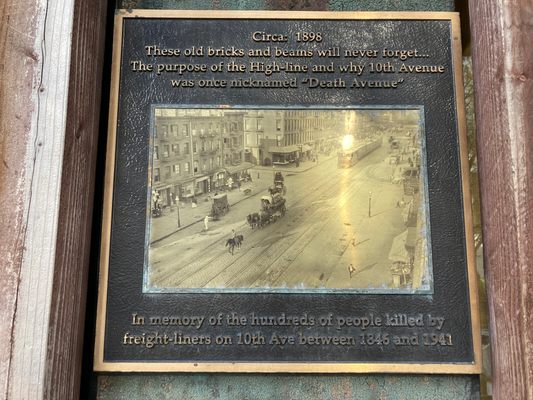 Circa: 1898
These old bricks and beams will never forget...
The purpose of the High-line and why 10th Avenue
was once nicknamed "Death Avenue"
In memory of the hundreds of people killed by
freight-liners on 10th Ave between 1846 and 1941